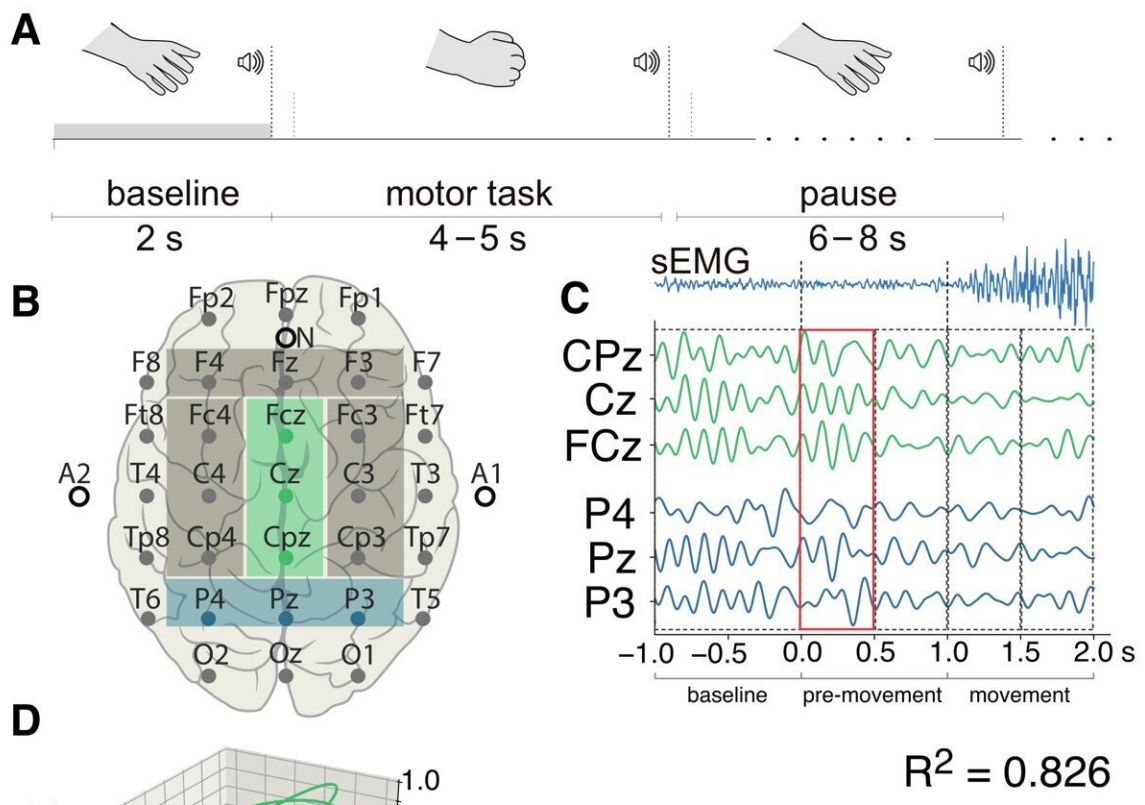 A
baseline
motor task
pause
2 s
4–5 s
6–8 s
B
Fp2
Fpz
Fp1
N
F8
F4
Fz
F3
F7
Ft8
Fc4
Fcz
Fc3
Ft7
A2
T4
C4
Cz
C3
T3
A1
Tp8
Cp4
Cpz
Cp3
Tp7
T6
P4
Pz
P3
T5
O2
Oz
O1
C
sEMG
CPz
Cz
FCz
P4
Pz
P3
−1.0 −0.5 0.0 0.5 1.0 1.5 2.0 s
baseline pre-movement movement
D
1.0
R² = 0.826